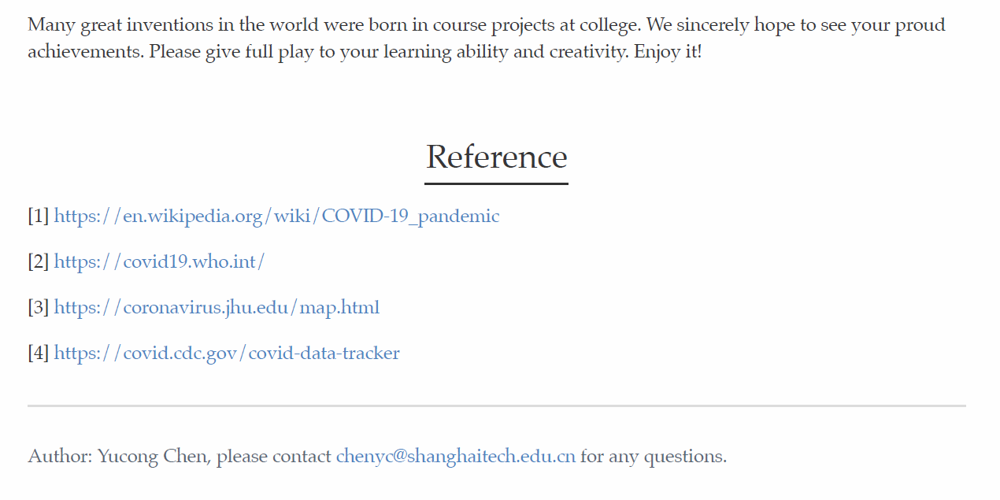 Many great inventions in the world were born in course projects at college. We sincerely hope to see your proud
achievements. Please give full play to your learning ability and creativity. Enjoy it!
Reference
[1] https://en.wikipedia.org/wiki/COVID-19_pandemic
[2] https://covid19.who.int/
[3] https://coronavirus.jhu.edu/map.html
[4] https://covid.cdc.gov/covid-data-tracker
Author: Yucong Chen, please contact chenyc@shanghaitech.edu.cn for any questions.